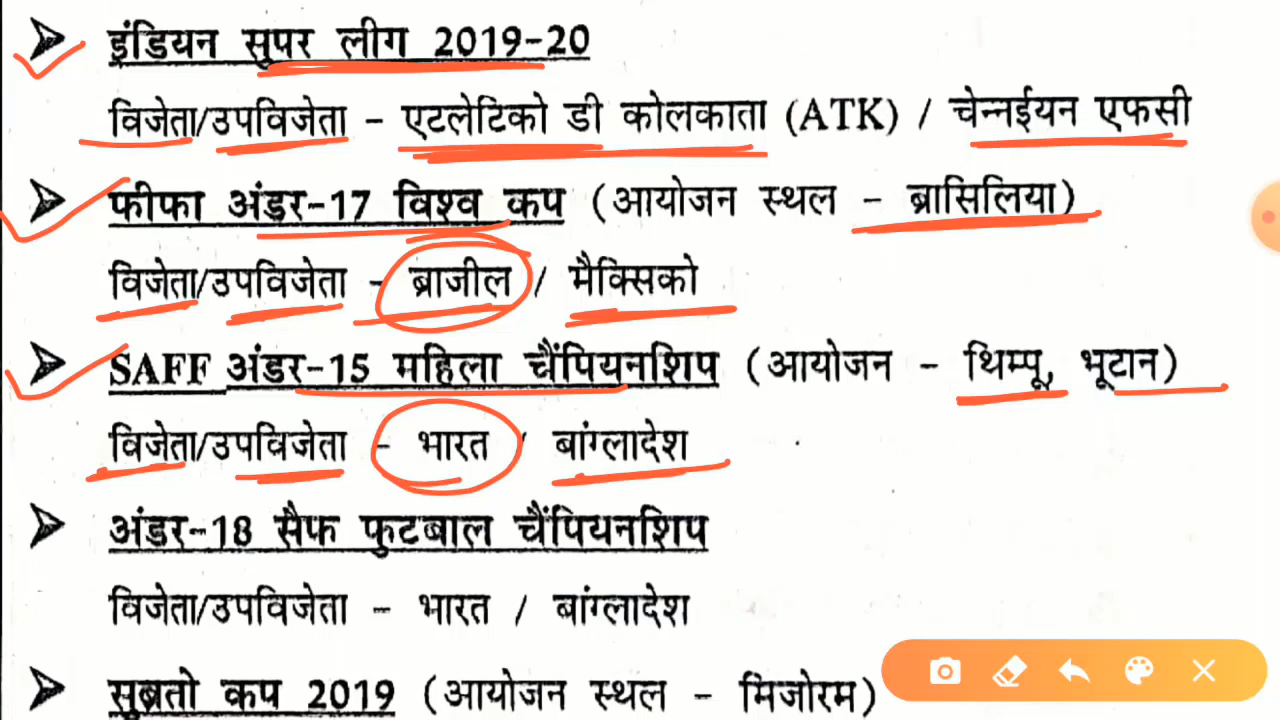 इंडियन सुपर लीग 2019-20
विजेता/उपविजेता - एटलेटिको डी कोलकाता (ATK) / चेन्नईयन एफसी
फीफा अंडर-17 विश्व कप (आयोजन स्थल - ब्रासिलिया)
विजेता/उपविजेता - ब्राजील / मैक्सिको
SAFF अंडर-15 महिला चैंपियनशिप (आयोजन - थिम्पू, भूटान)
विजेता/उपविजेता - भारत / बांग्लादेश
अंडर-18 सैफ फुटबाल चैंपियनशिप
विजेता/उपविजेता - भारत / बांग्लादेश
सुब्रतो कप 2019 (आयोजन स्थल - मिजोरम)